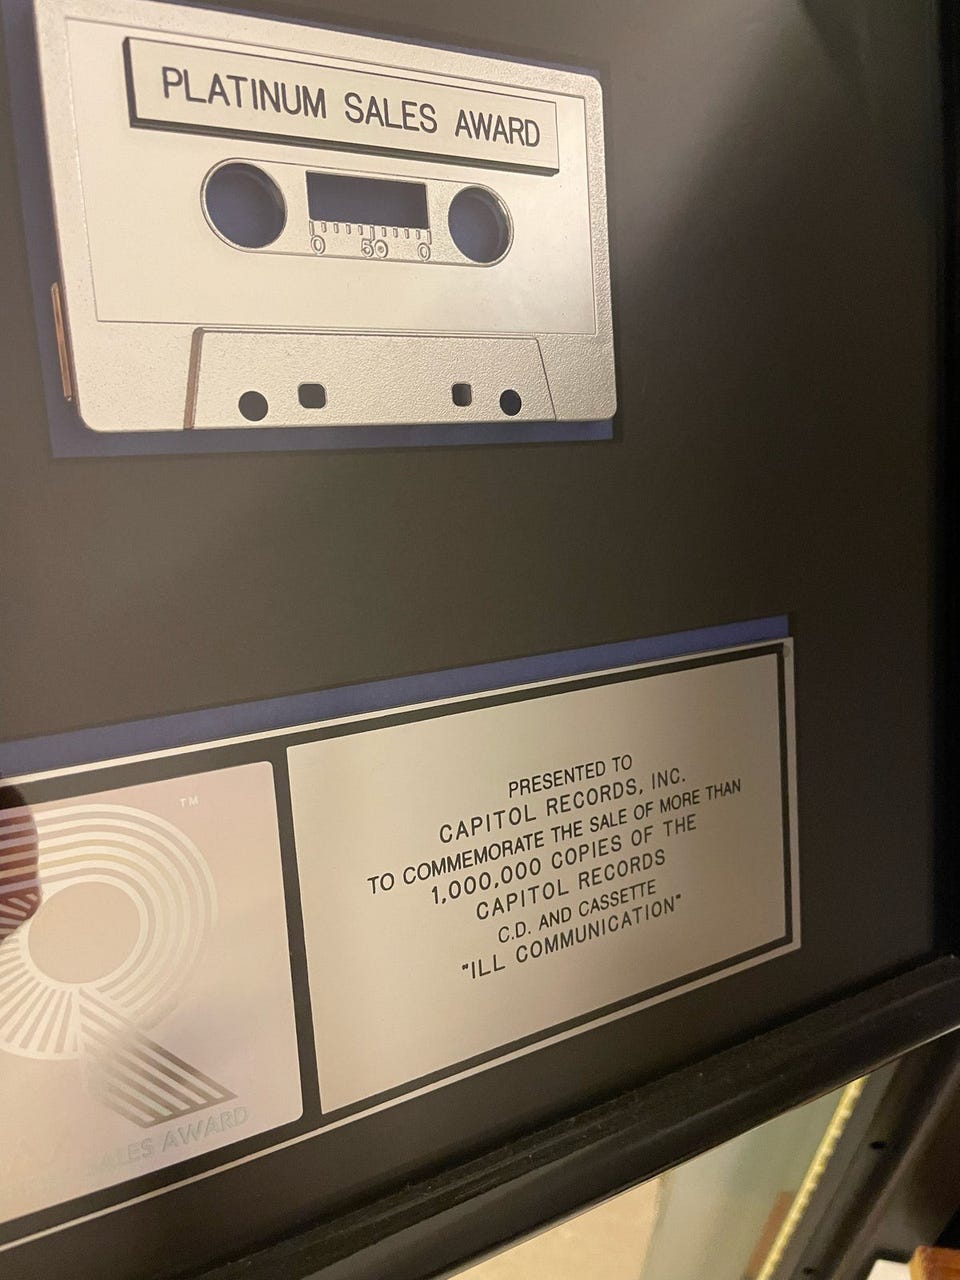 PLATINUM SALES AWARD
0 50 0
TM
SALES AWARD
PRESENTED TO
CAPITOL RECORDS, INC.
TO COMMEMORATE THE SALE OF MORE THAN
1,000,000 COPIES OF THE
CAPITOL RECORDS
C.D. AND CASSETTE
"ILL COMMUNICATION"